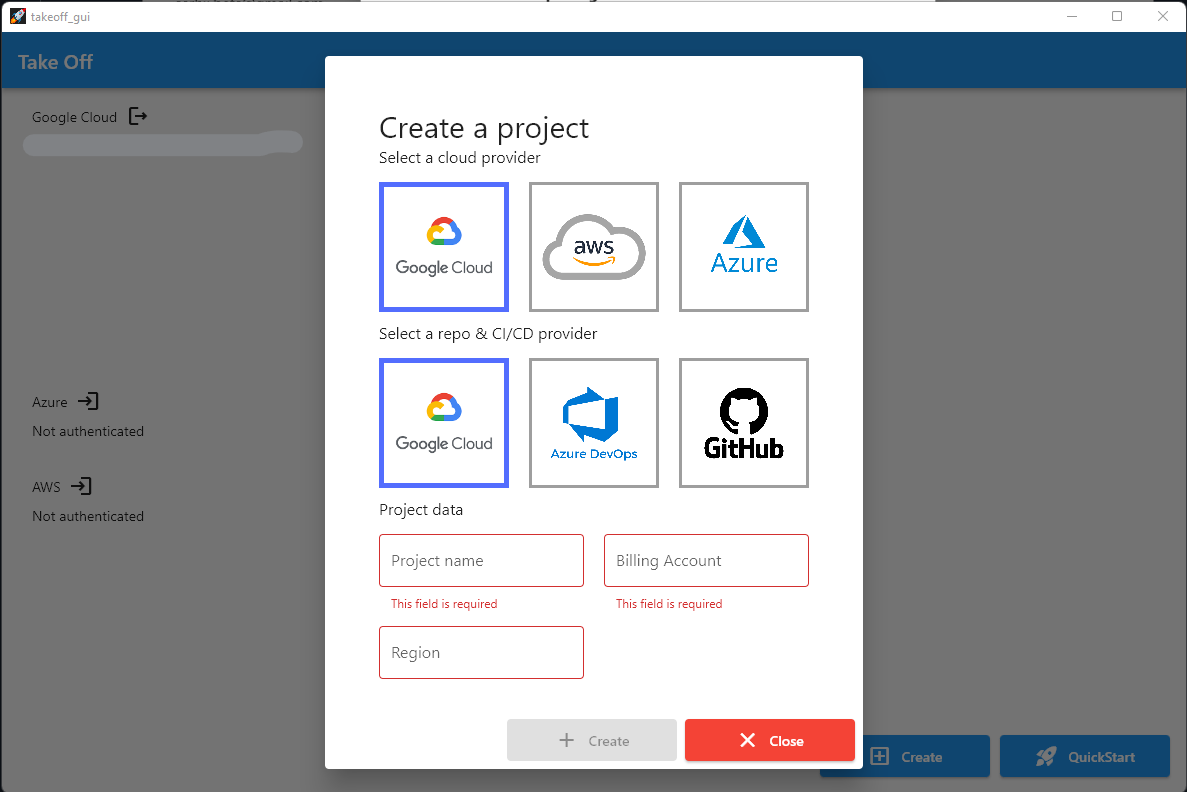 takeoff_gui
Take Off
Google Cloud
Create a project
Select a cloud provider
Google Cloud
aws
Azure
Select a repo & CI/CD provider
Google Cloud
Azure DevOps
GitHub
Azure
Not authenticated
AWS
Not authenticated
Project data
Project name
Billing Account
This field is required
This field is required
Region
Create
Close
Create
QuickStart